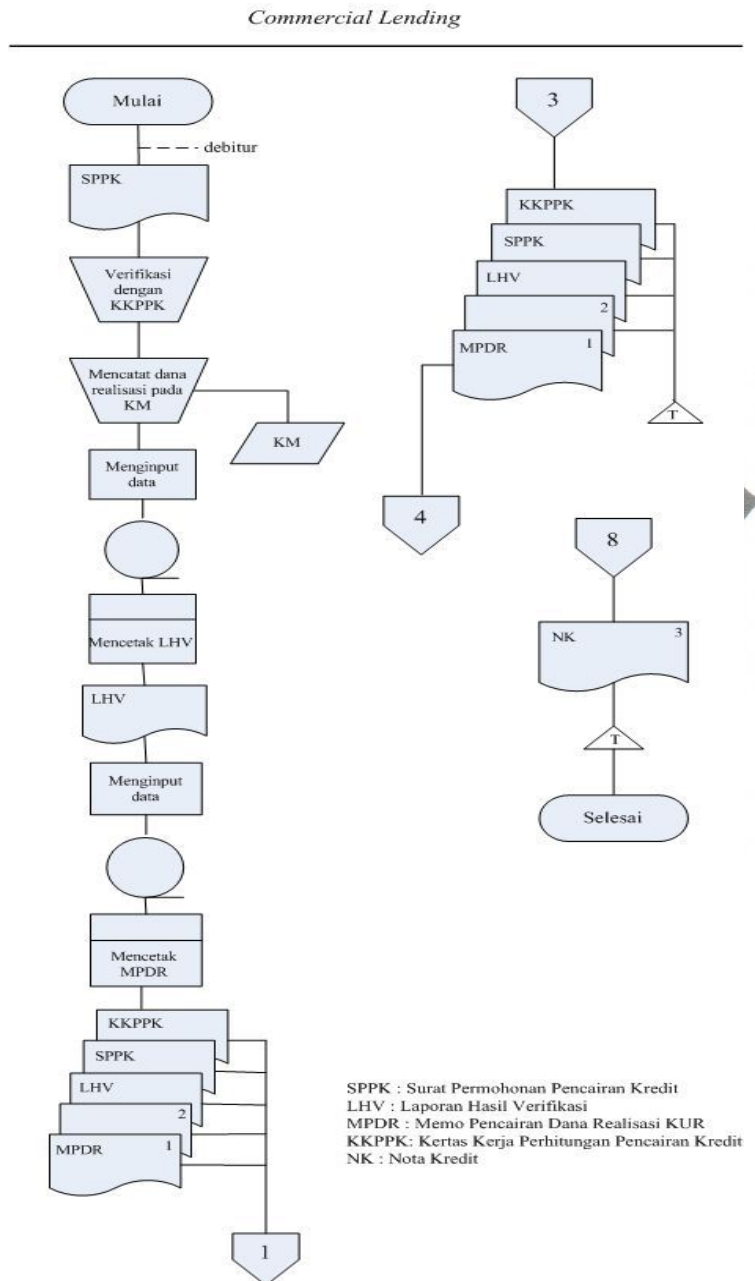 Commercial Lending
Mulai
debitur
SPPK
Verifikasi
dengan
KKPPK
Mencatat dana
realisasi pada
KM
KM
Menginput
data
Mencetak LHV
LHV
Menginput
data
Mencetak
MPDR
KKPPK
SPPK
LHV
2
MPDR 1
1
3
KKPPK
SPPK
LHV
2
MPDR 1
T
4
8
NK 3
T
Selesai
SPPK : Surat Permohonan Pencairan Kredit
LHV : Laporan Hasil Verifikasi
MPDR : Memo Pencairan Dana Realisasi KUR
KKPPK: Kertas Kerja Perhitungan Pencairan Kredit
NK : Nota Kredit